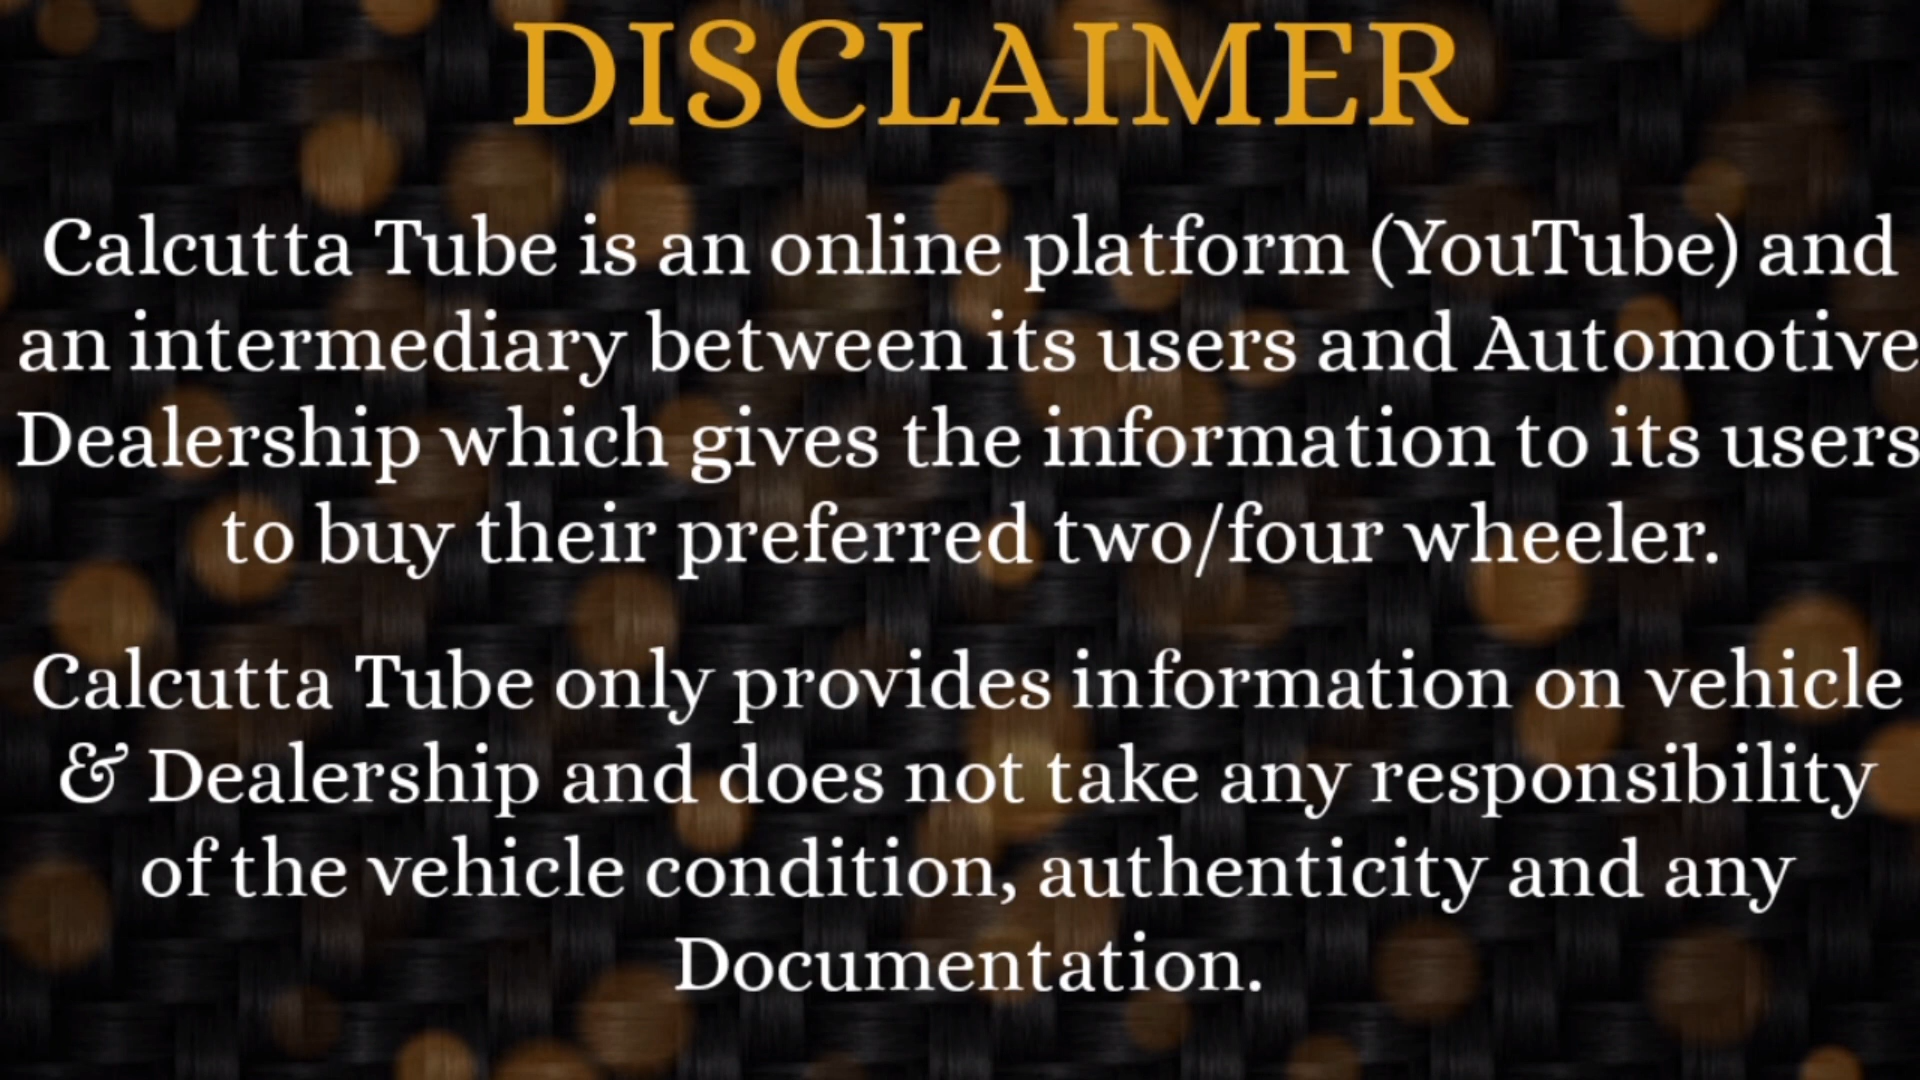 DISCLAIMER
Calcutta Tube is an online platform (YouTube) and
an intermediary between its users and Automotive
Dealership which gives the information to its users
to buy their preferred two/four wheeler.
Calcutta Tube only provides information on vehicle
& Dealership and does not take any responsibility
of the vehicle condition, authenticity and any
Documentation.